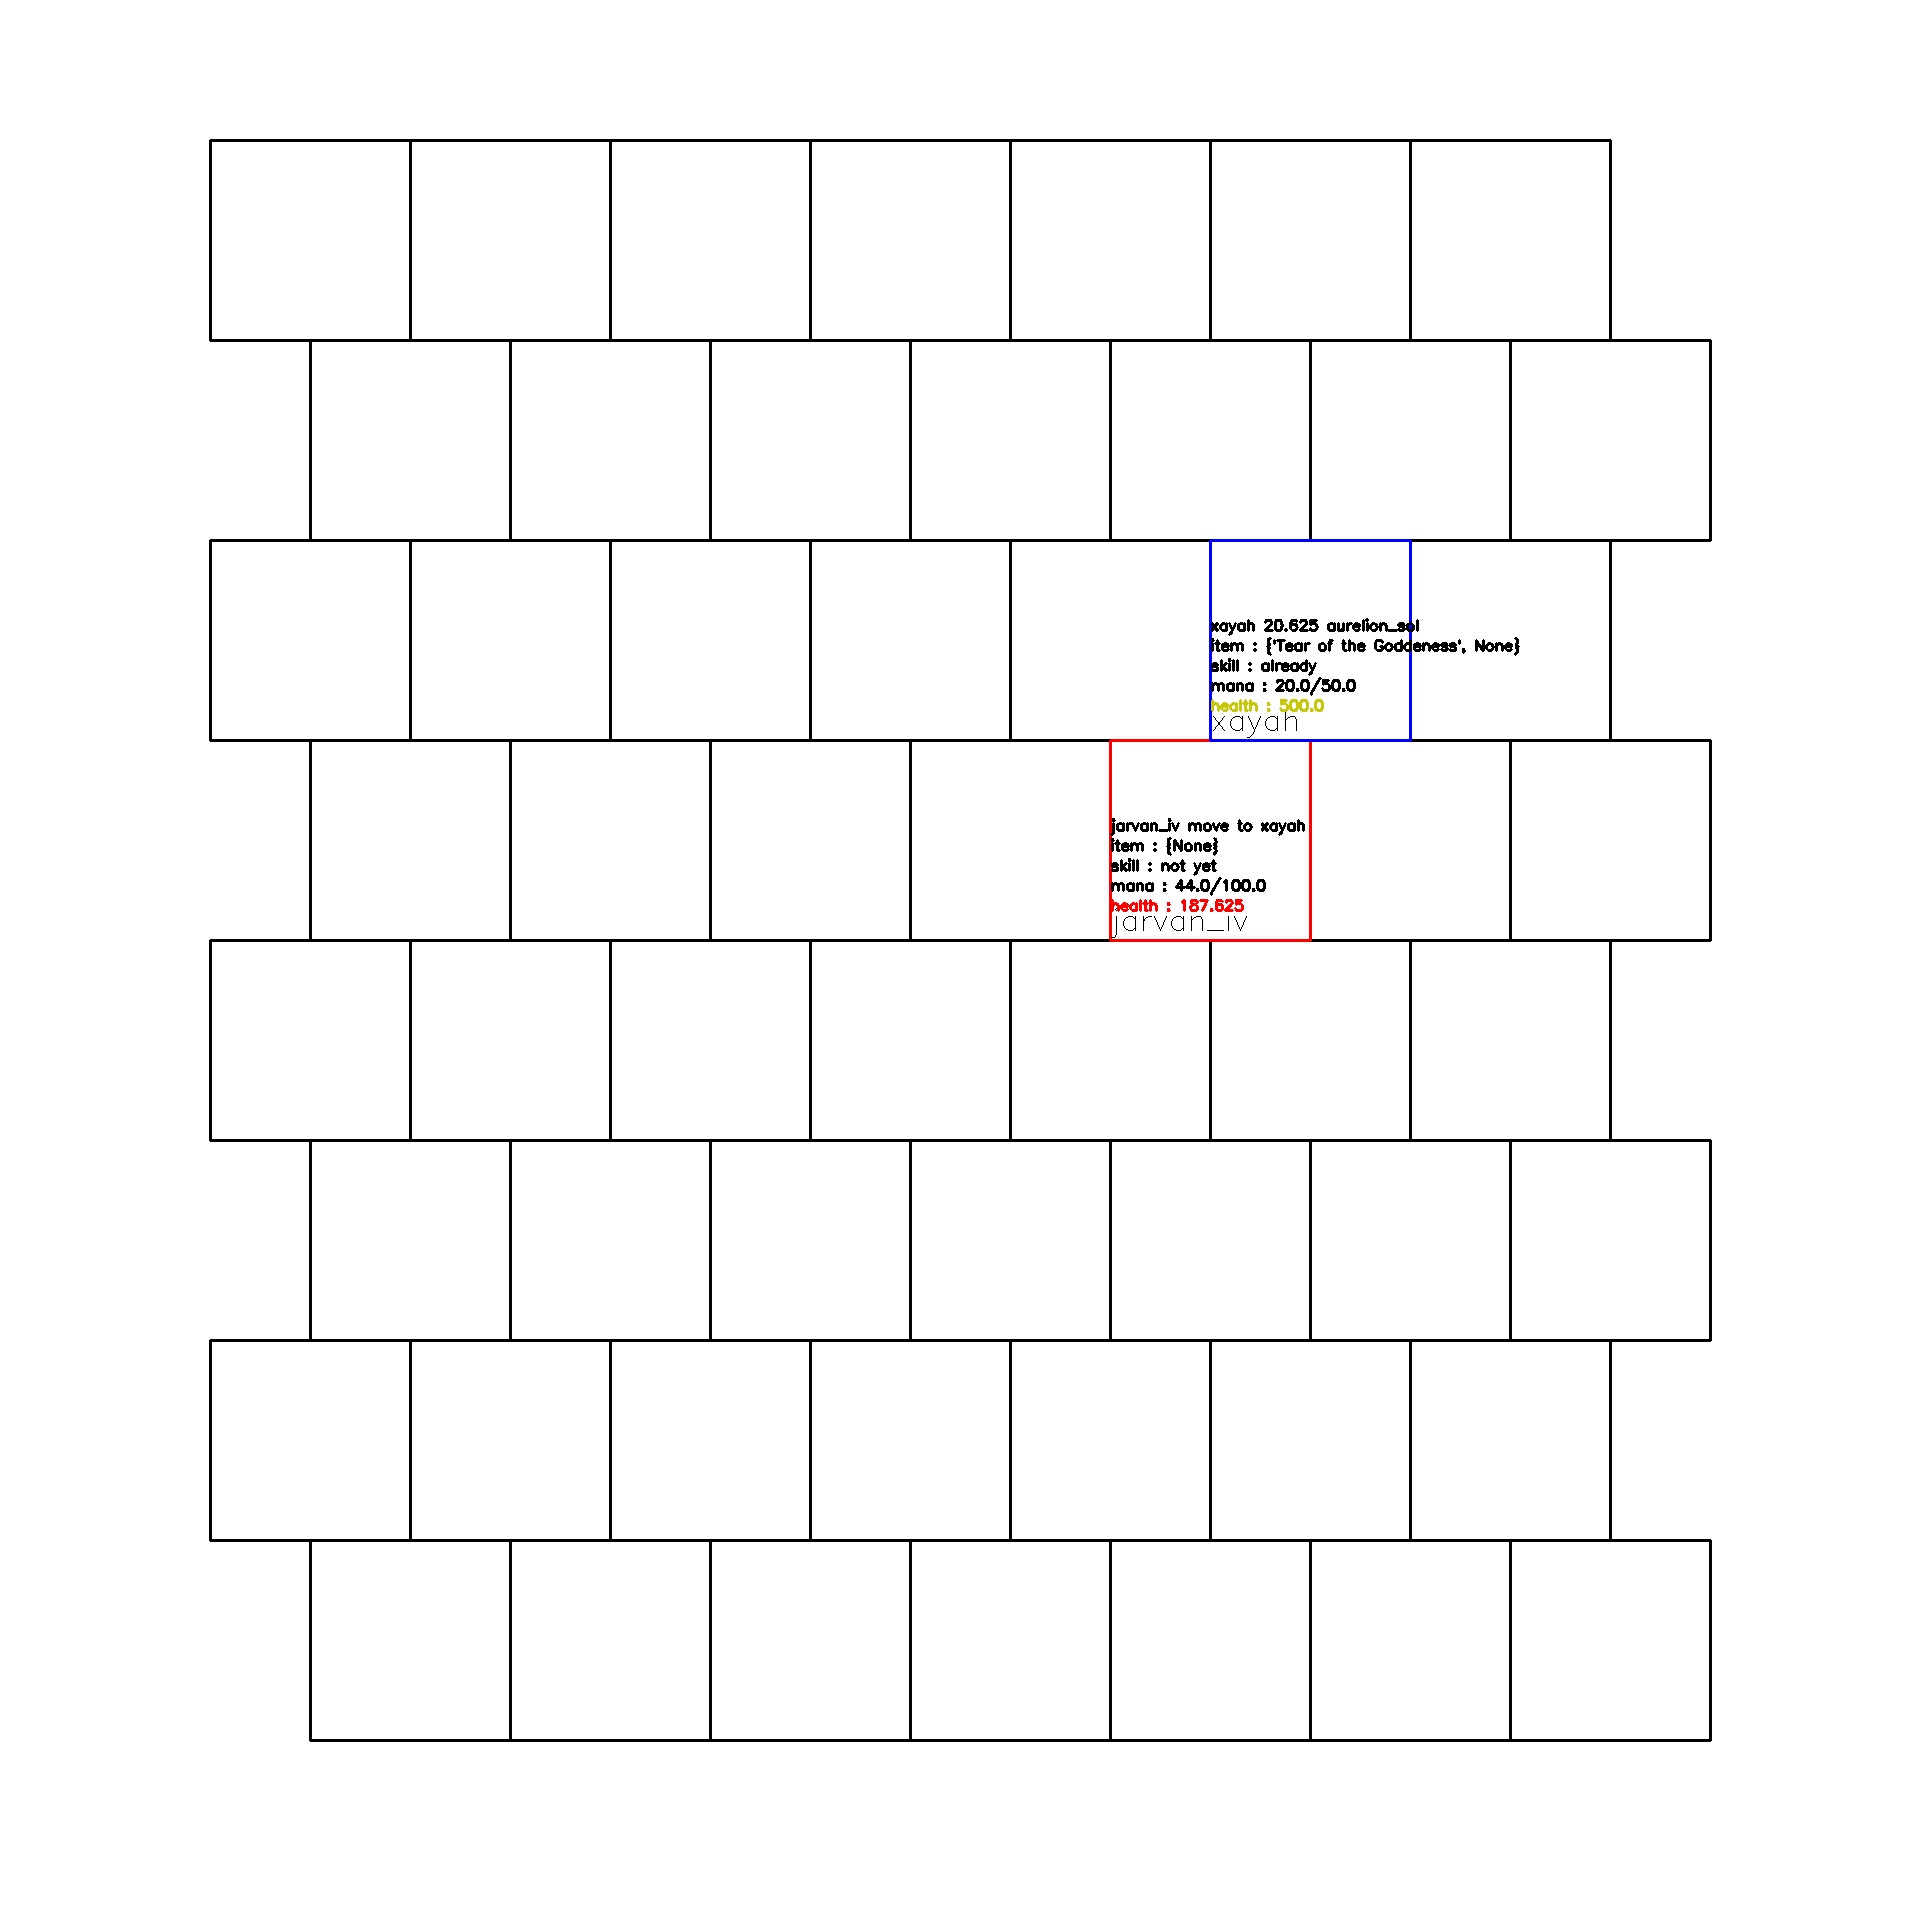 xayah 20.625 aurelion_sol
item : {'Tear of the Goddeness', None}
skill : already
mana : 20.0/50.0
health : 500.0
xayah
jarvan_iv move to xayah
item : {None}
skill : not yet
mana : 44.0/100.0
health : 187.625
jarvan_iv